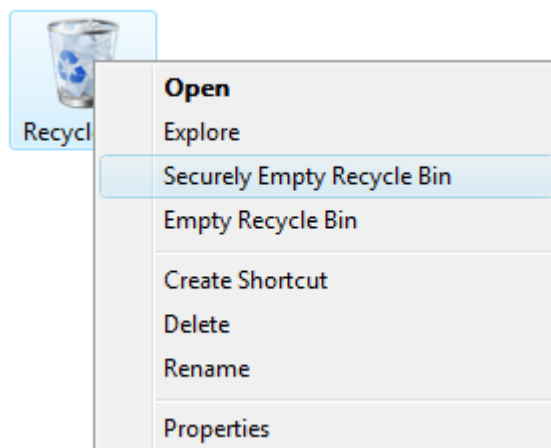 Recycl
Open
Explore
Securely Empty Recycle Bin
Empty Recycle Bin
Create Shortcut
Delete
Rename
Properties